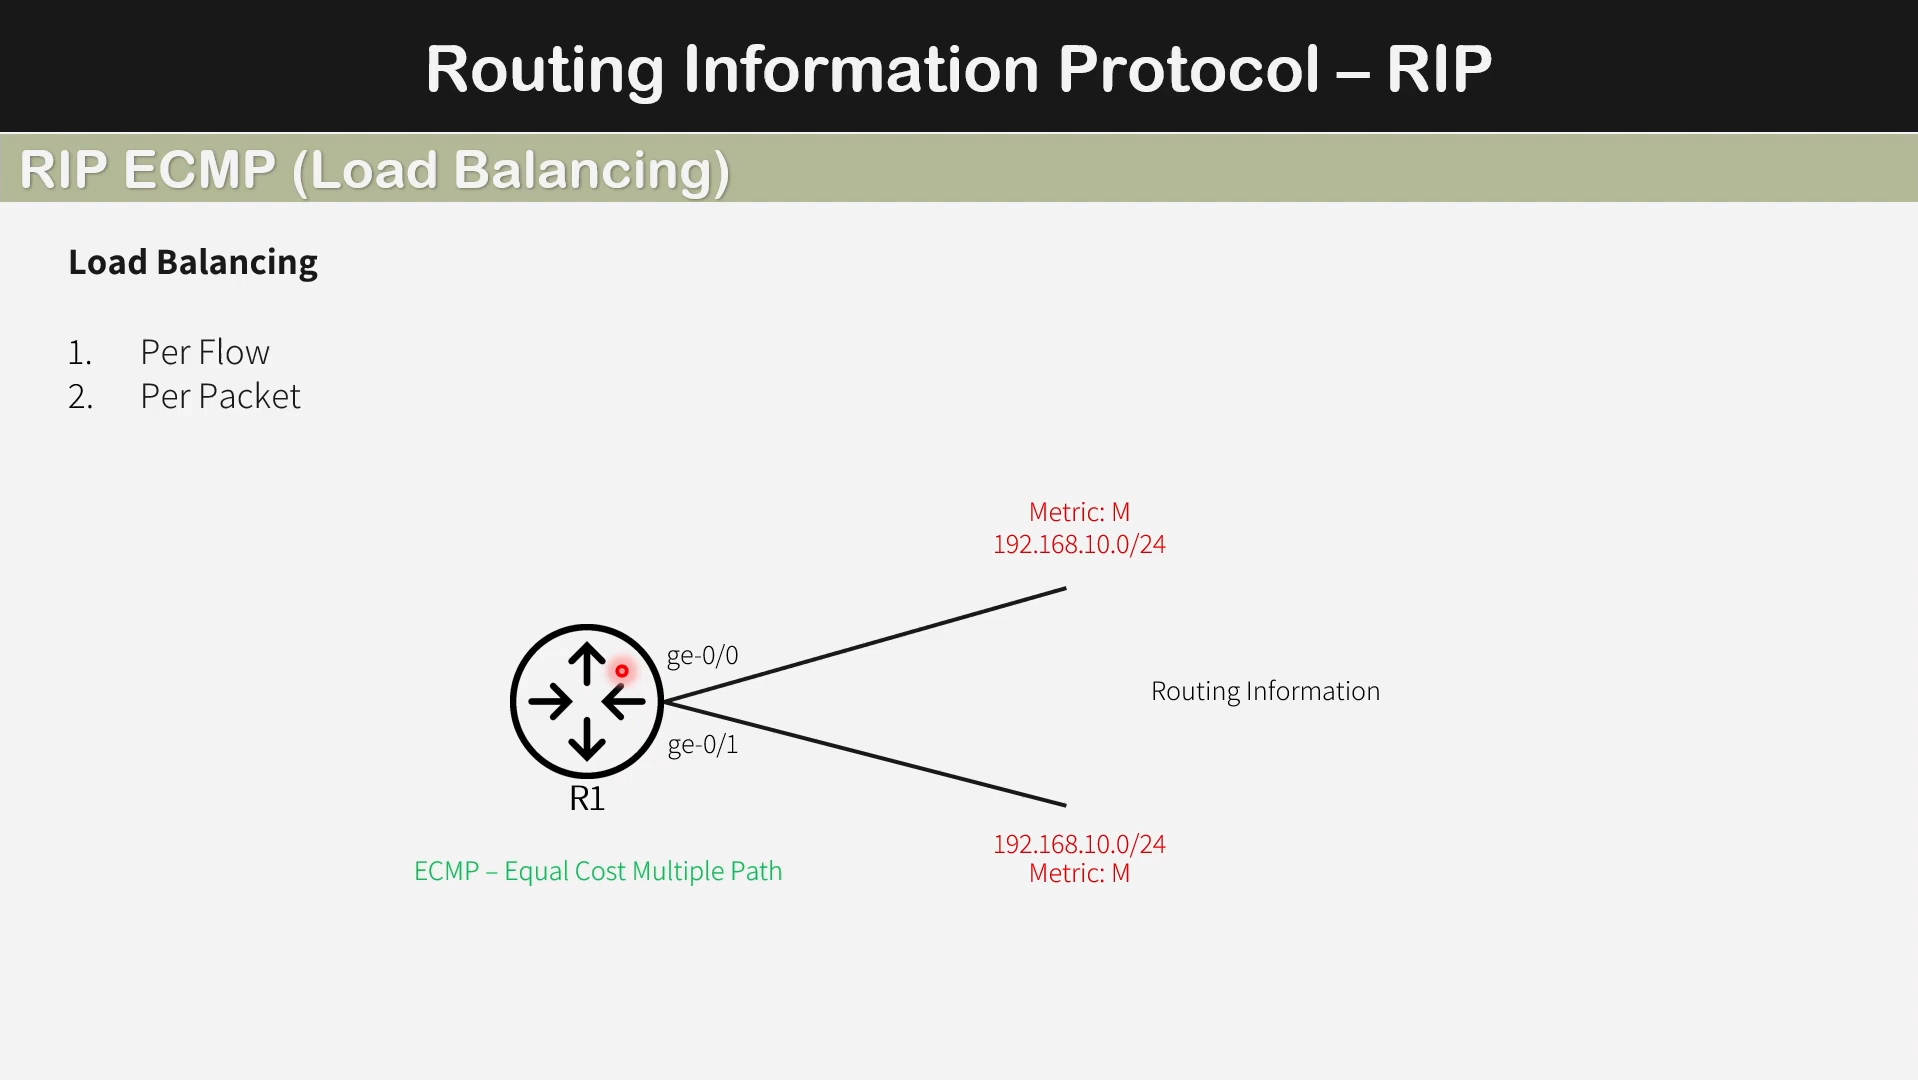 Routing Information Protocol – RIP
RIP ECMP (Load Balancing)
Load Balancing
1. Per Flow
2. Per Packet
Metric: M
192.168.10.0/24
ge-0/0
Routing Information
ge-0/1
R1
192.168.10.0/24
ECMP – Equal Cost Multiple Path
Metric: M